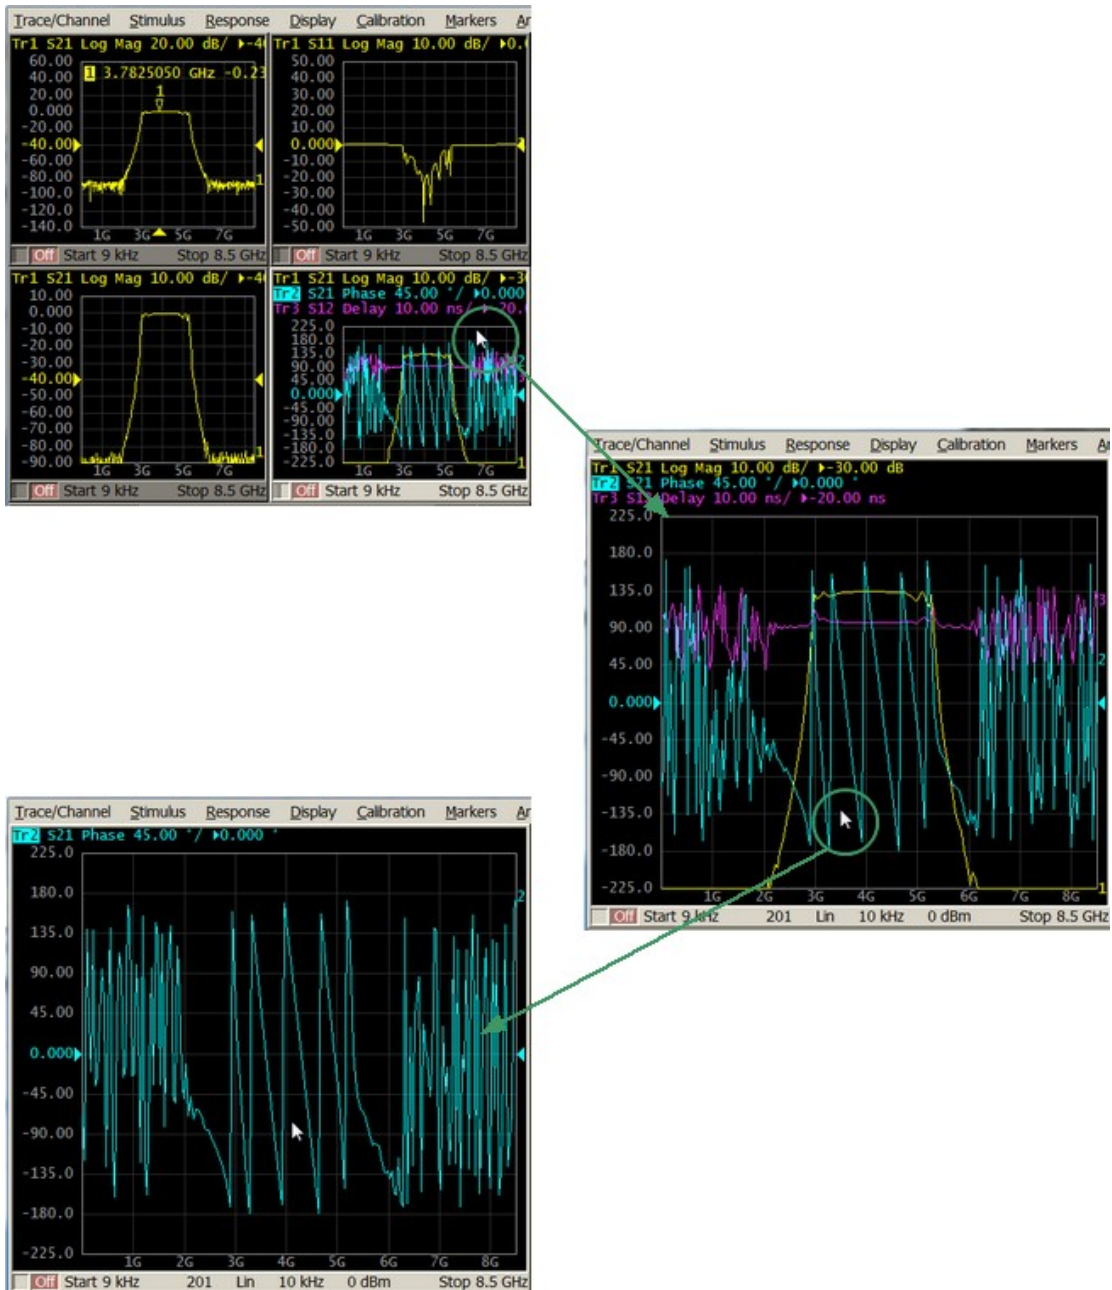 Trace/Channel Stimulus Response Display Calibration Markers
Tr1 S21 Log Mag 20.00 dB/
60.00
40.00
20.00
0.000
-20.00
-40.00
-60.00
-80.00
-100.0
-120.0
-140.0
1 3.7825050 GHz -0.23
1
1
1G 3G 5G 7G
Off Start 9 kHz Stop 8.5 GHz
Tr1 S11 Log Mag 10.00 dB/
50.00
40.00
30.00
20.00
10.00
0.000
-10.00
-20.00
-30.00
-40.00
-50.00
1G 3G 5G 7G
Off Start 9 kHz Stop 8.5 GHz
Tr1 S21 Log Mag 10.00 dB/
10.00
0.000
-10.00
-20.00
-30.00
-40.00
-50.00
-60.00
-70.00
-80.00
-90.00
1
1G 3G 5G 7G
Off Start 9 kHz Stop 8.5 GHz
Tr1 S21 Log Mag 10.00 dB/
Tr2 S21 Phase 45.00 °/ 0.000
Tr3 S12 Delay 10.00 ns/ -20.0
225.0
180.0
135.0
90.00
45.00
0.000
-45.00
-90.00
-135.0
-180.0
-225.0
2
1
1G 3G 5G 7G
Off Start 9 kHz Stop 8.5 GHz
Trace/Channel Stimulus Response Display Calibration Markers
Tr1 S21 Log Mag 10.00 dB/ -30.00 dB
Tr2 S21 Phase 45.00 °/ 0.000 °
Tr3 S12 Delay 10.00 ns/ -20.00 ns
225.0
180.0
135.0
90.00
45.00
0.000
-45.00
-90.00
-135.0
-180.0
-225.0
3
2
1
1G 2G 3G 4G 5G 6G 7G 8G
Off Start 9 kHz 201 Lin 10 kHz 0 dBm Stop 8.5 GHz
Trace/Channel Stimulus Response Display Calibration Markers
Tr2 S21 Phase 45.00 °/ 0.000 °
225.0
180.0
135.0
90.00
45.00
0.000
-45.00
-90.00
-135.0
-180.0
-225.0
2
1G 2G 3G 4G 5G 6G 7G 8G
Off Start 9 kHz 201 Lin 10 kHz 0 dBm Stop 8.5 GHz